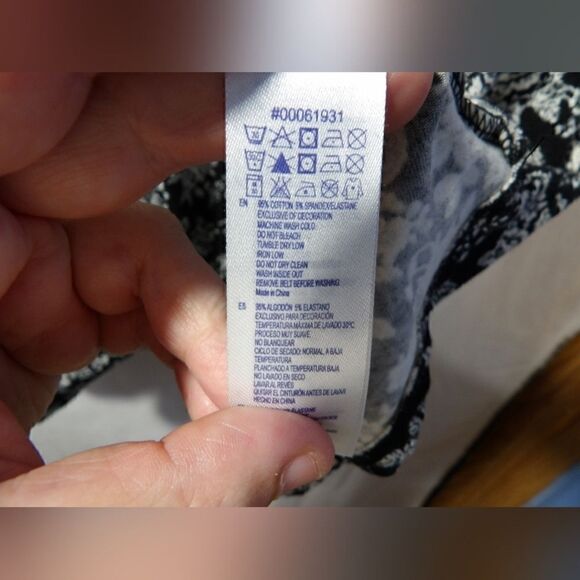 #00061931
EN 95% COTTON 5% SPANDEX/ELASTANE
EXCLUSIVE OF DECORATION
MACHINE WASH COLD
DO NOT BLEACH
TUMBLE DRY LOW
IRON LOW
DO NOT DRY CLEAN
WASH INSIDE OUT
REMOVE BELT BEFORE WASHING
Made in China
ES 95% ALGODÓN 5% ELASTANO
EXCLUSIVO PARA DECORACIÓN
TEMPERATURA MÁXIMA DE LAVADO 30°C
PROCESO MUY SUAVE.
NO BLANQUEAR
CICLO DE SECADO: NORMAL, A BAJA
TEMPERATURA
PLANCHADO A TEMPERATURA BAJA
NO LAVADO EN SECO
LAVAR AL REVÉS
QUITAR EL CINTURÓN ANTES DE LAVAR
HECHO EN CHINA